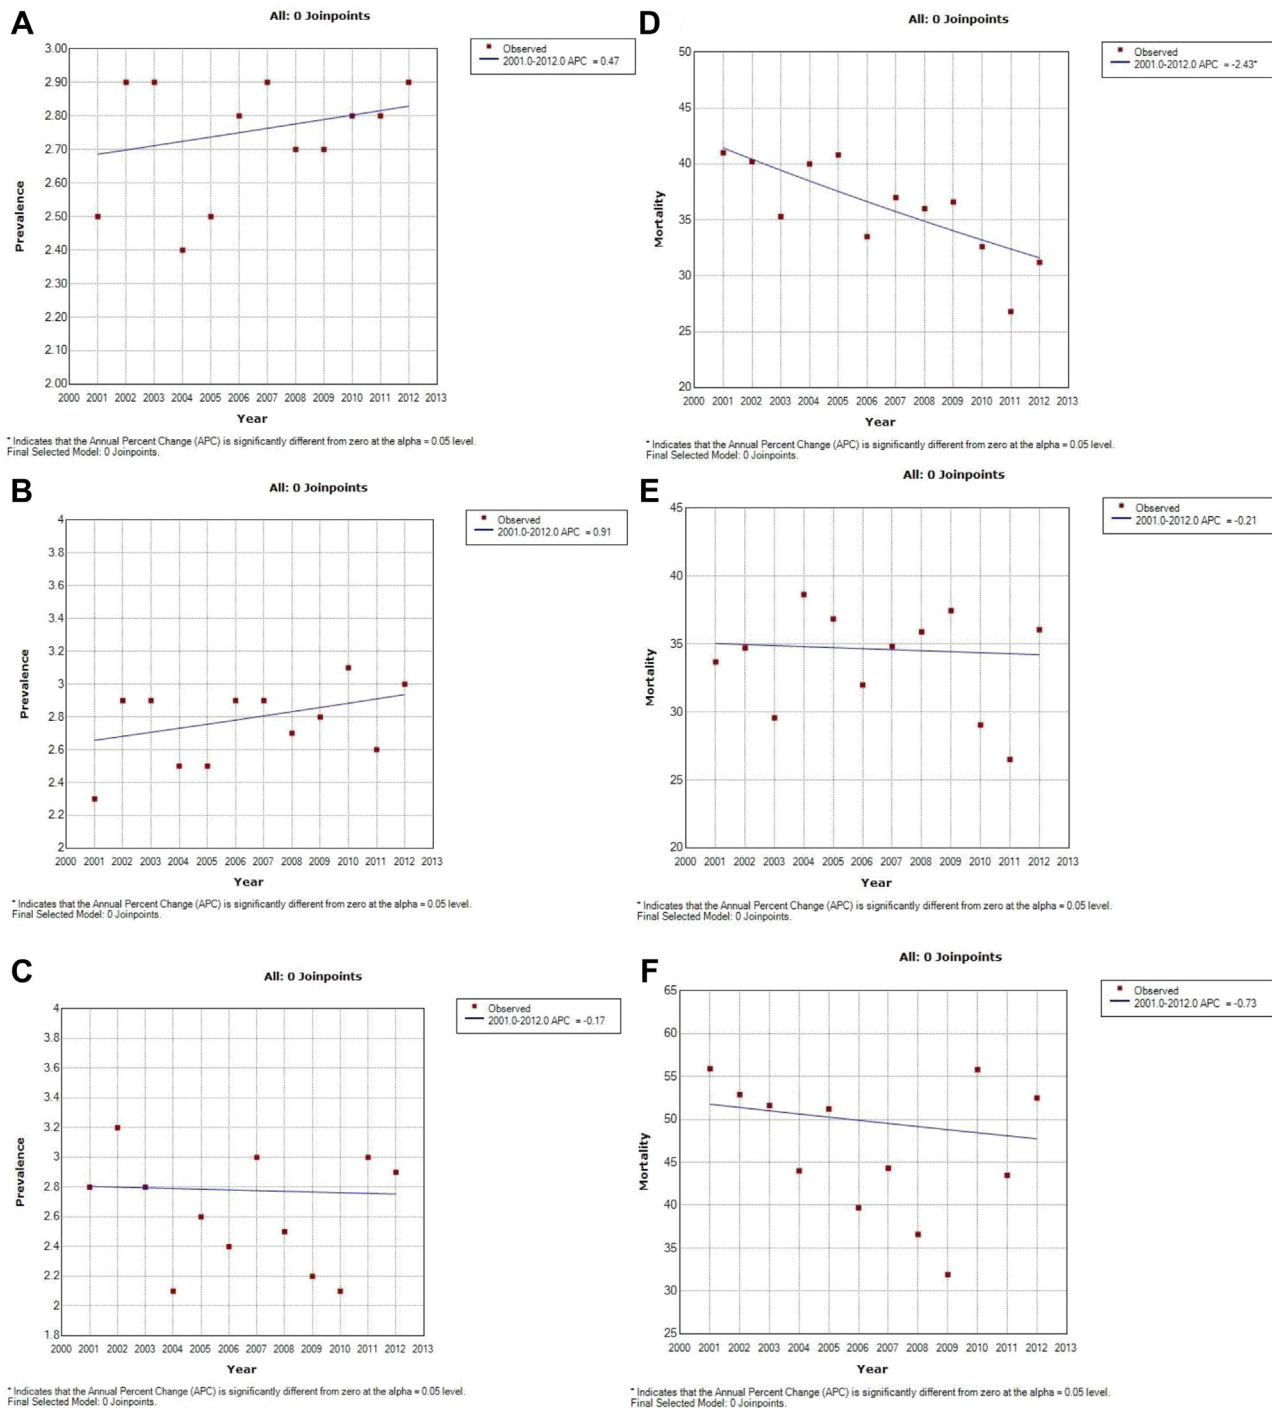 A
All: 0 Joinpoints
Observed
2001.0-2012.0 APC = 0.47
3.00
2.90
2.80
2.70
2.60
2.50
2.40
2.30
2.20
2.10
2.00
Prevalence
2000 2001 2002 2003 2004 2005 2006 2007 2008 2009 2010 2011 2012 2013
Year
* Indicates that the Annual Percent Change (APC) is significantly different from zero at the alpha = 0.05 level.
Final Selected Model: 0 Joinpoints.
B
All: 0 Joinpoints
Observed
2001.0-2012.0 APC = 0.91
4
3.8
3.6
3.4
3.2
3
2.8
2.6
2.4
2.2
2
Prevalence
2000 2001 2002 2003 2004 2005 2006 2007 2008 2009 2010 2011 2012 2013
Year
* Indicates that the Annual Percent Change (APC) is significantly different from zero at the alpha = 0.05 level.
Final Selected Model: 0 Joinpoints.
C
All: 0 Joinpoints
Observed
2001.0-2012.0 APC = -0.17
4
3.8
3.6
3.4
3.2
3
2.8
2.6
2.4
2.2
2
1.8
Prevalence
2000 2001 2002 2003 2004 2005 2006 2007 2008 2009 2010 2011 2012 2013
Year
* Indicates that the Annual Percent Change (APC) is significantly different from zero at the alpha = 0.05 level.
Final Selected Model: 0 Joinpoints.
D
All: 0 Joinpoints
Observed
2001.0-2012.0 APC = -2.43*
50
45
40
35
30
25
20
Mortality
2000 2001 2002 2003 2004 2005 2006 2007 2008 2009 2010 2011 2012 2013
Year
* Indicates that the Annual Percent Change (APC) is significantly different from zero at the alpha = 0.05 level.
Final Selected Model: 0 Joinpoints.
E
All: 0 Joinpoints
Observed
2001.0-2012.0 APC = -0.21
45
40
35
30
25
20
Mortality
2000 2001 2002 2003 2004 2005 2006 2007 2008 2009 2010 2011 2012 2013
Year
* Indicates that the Annual Percent Change (APC) is significantly different from zero at the alpha = 0.05 level.
Final Selected Model: 0 Joinpoints.
F
All: 0 Joinpoints
Observed
2001.0-2012.0 APC = -0.73
65
60
55
50
45
40
35
30
25
Mortality
2000 2001 2002 2003 2004 2005 2006 2007 2008 2009 2010 2011 2012 2013
Year
* Indicates that the Annual Percent Change (APC) is significantly different from zero at the alpha = 0.05 level.
Final Selected Model: 0 Joinpoints.